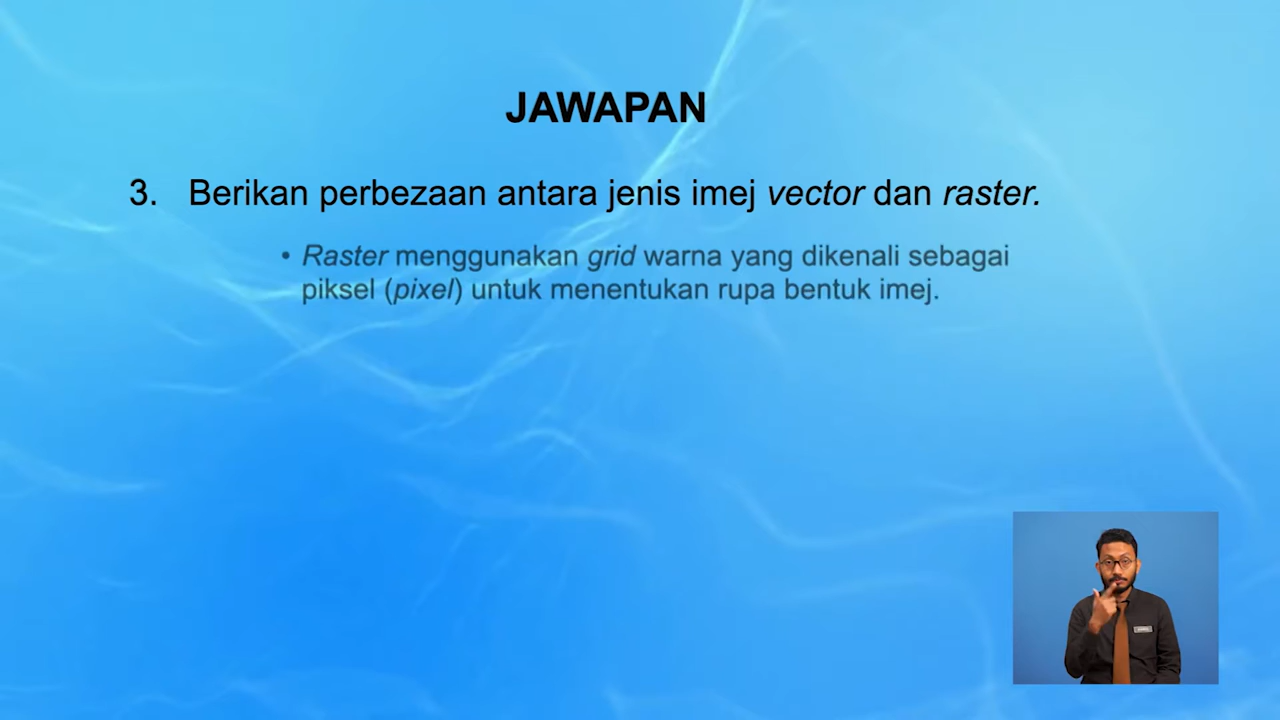 JAWAPAN
3. Berikan perbezaan antara jenis imej vector dan raster.
• Raster menggunakan grid warna yang dikenali sebagai
piksel (pixel) untuk menentukan rupa bentuk imej.